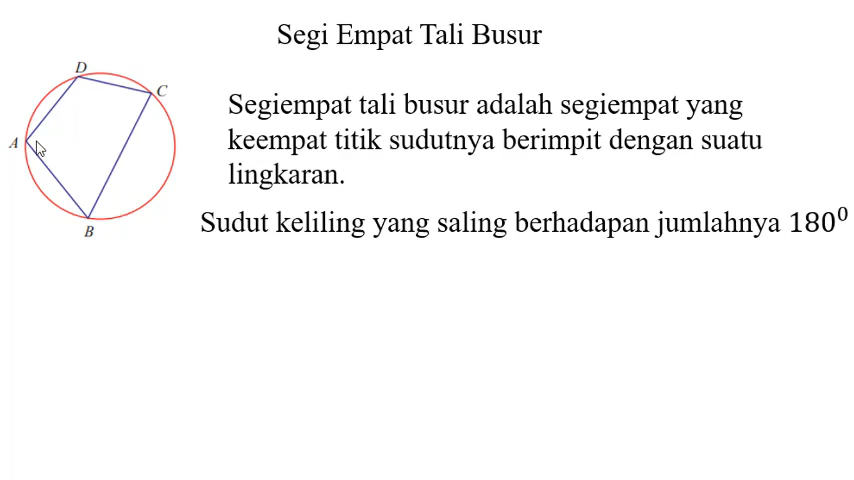 Segi Empat Tali Busur
D
C
A
B
Segiempat tali busur adalah segiempat yang
keempat titik sudutnya berimpit dengan suatu
lingkaran.
Sudut keliling yang saling berhadapan jumlahnya 180⁰